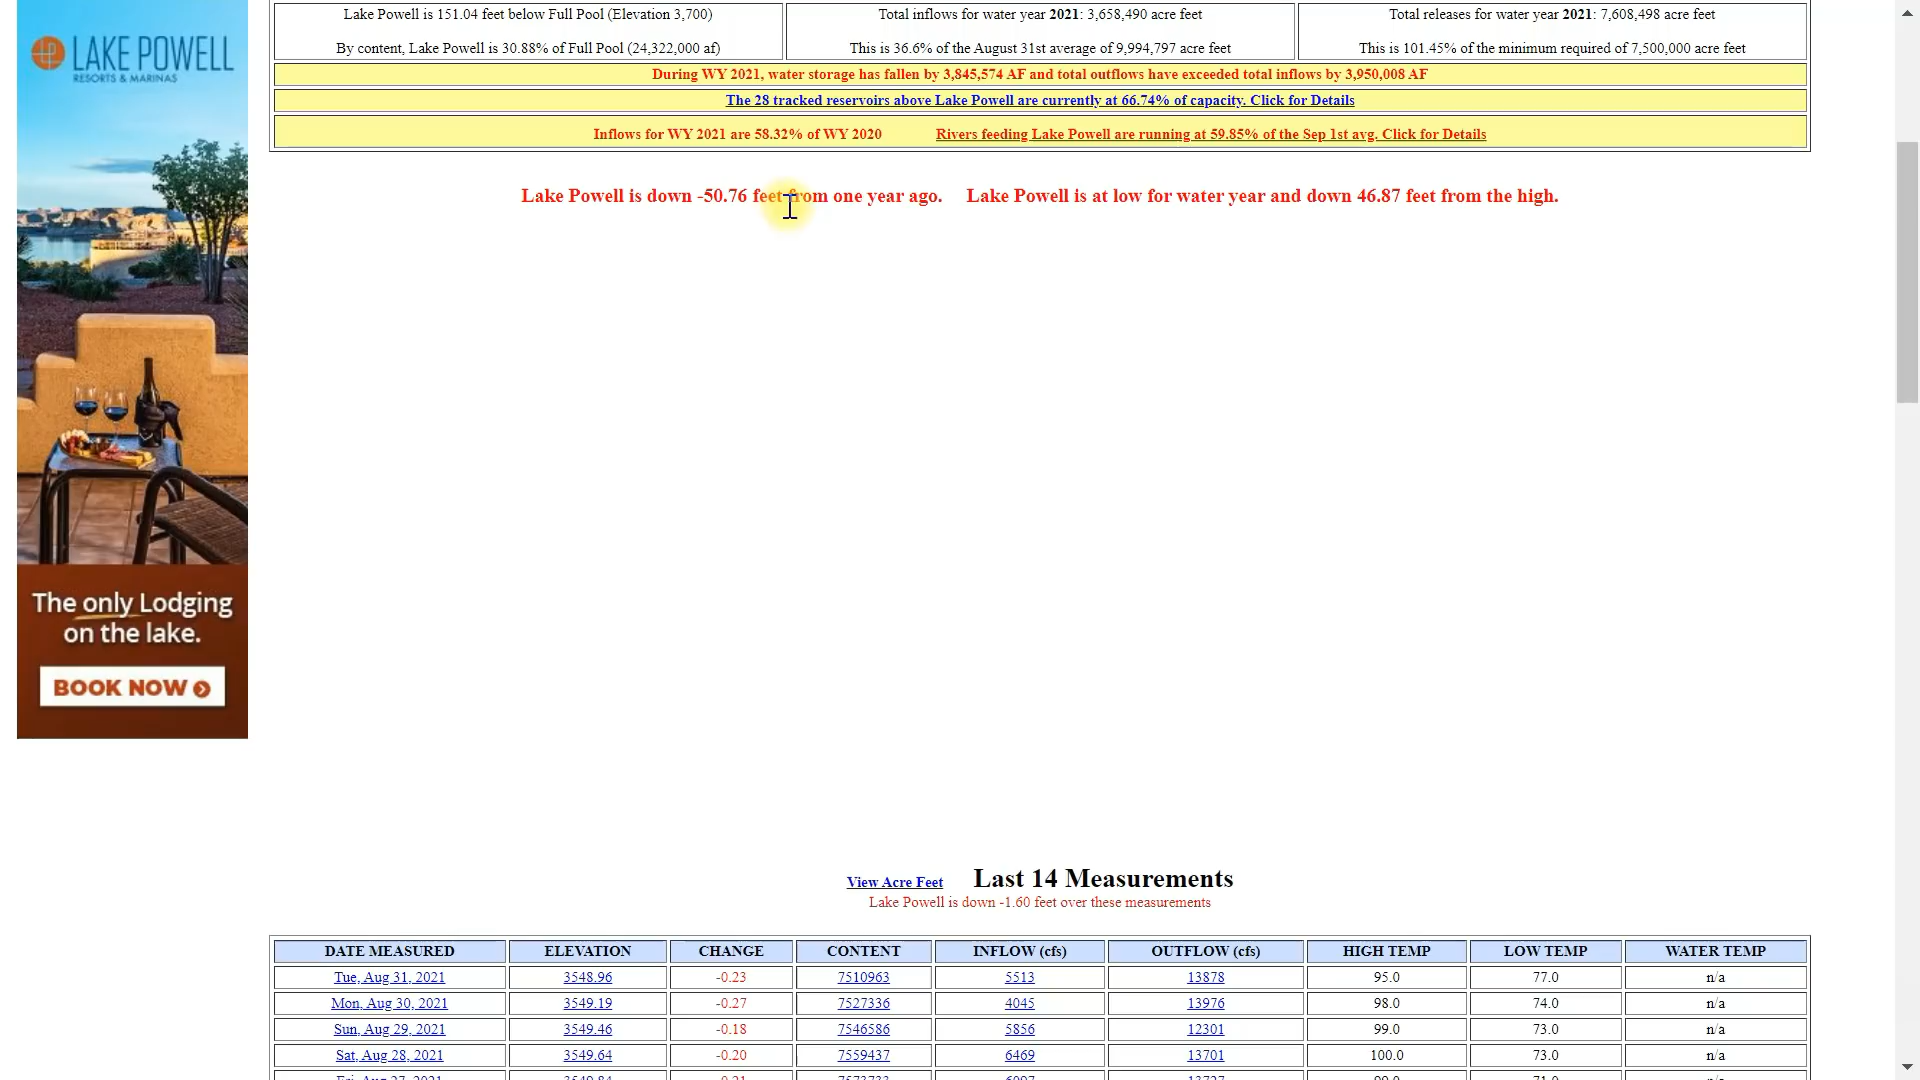 LAKE POWELL
RESORTS & MARINAS
The only Lodging
on the lake.
BOOK NOW
Lake Powell is 151.04 feet below Full Pool (Elevation 3,700)
By content, Lake Powell is 30.88% of Full Pool (24,322,000 af)
Total inflows for water year 2021: 3,658,490 acre feet
This is 36.6% of the August 31st average of 9,994,797 acre feet
Total releases for water year 2021: 7,608,498 acre feet
This is 101.45% of the minimum required of 7,500,000 acre feet
During WY 2021, water storage has fallen by 3,845,574 AF and total outflows have exceeded total inflows by 3,950,008 AF
The 28 tracked reservoirs above Lake Powell are currently at 66.74% of capacity. Click for Details
Inflows for WY 2021 are 58.32% of WY 2020 Rivers feeding Lake Powell are running at 59.85% of the Sep 1st avg. Click for Details
Lake Powell is down -50.76 feet from one year ago. Lake Powell is at low for water year and down 46.87 feet from the high.
View Acre Feet Last 14 Measurements
Lake Powell is down -1.60 feet over these measurements
DATE MEASURED ELEVATION CHANGE CONTENT INFLOW (cfs) OUTFLOW (cfs) HIGH TEMP LOW TEMP WATER TEMP
Tue, Aug 31, 2021 3548.96 -0.23 7510963 5513 13878 95.0 77.0 n/a
Mon, Aug 30, 2021 3549.19 -0.27 7527336 4045 13976 98.0 74.0 n/a
Sun, Aug 29, 2021 3549.46 -0.18 7546586 5856 12301 99.0 73.0 n/a
Sat, Aug 28, 2021 3549.64 -0.20 7559437 6469 13701 100.0 73.0 n/a